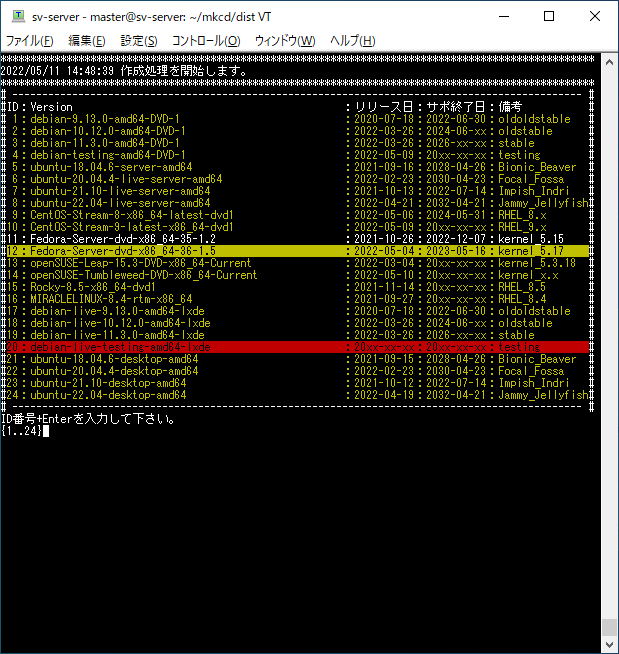 sv-server - master@sv-server: ~/mkcd/dist VT
ファイル(F) 編集(E) 設定(S) コントロール(O) ウィンドウ(W) ヘルプ(H)
********************************************************************************
2022/05/11 14:48:39 作成処理を開始します。
********************************************************************************
#------------------------------------------------------------------------------#
#ID：Version ：リリース日：サポ終了日：備考 #
# 1：debian-9.13.0-amd64-DVD-1 ：2020-07-18：2022-06-30：oldoldstable #
# 2：debian-10.12.0-amd64-DVD-1 ：2022-03-26：2024-06-xx：oldstable #
# 3：debian-11.3.0-amd64-DVD-1 ：2022-03-26：2026-xx-xx：stable #
# 4：debian-testing-amd64-DVD-1 ：2022-05-09：20xx-xx-xx：testing #
# 5：ubuntu-18.04.6-server-amd64 ：2021-09-16：2028-04-26：Bionic_Beaver #
# 6：ubuntu-20.04.4-live-server-amd64 ：2022-02-23：2030-04-23：Focal_Fossa #
# 7：ubuntu-21.10-live-server-amd64 ：2021-10-13：2022-07-14：Impish_Indri #
# 8：ubuntu-22.04-live-server-amd64 ：2022-04-21：2032-04-21：Jammy_Jellyfish#
# 9：CentOS-Stream-8-x86_64-latest-dvd1 ：2022-05-06：2024-05-31：RHEL_8.x #
#10：CentOS-Stream-9-latest-x86_64-dvd1 ：2022-05-09：20xx-xx-xx：RHEL_9.x #
#11：Fedora-Server-dvd-x86_64-35-1.2 ：2021-10-26：2022-12-07：kernel_5.15 #
#12：Fedora-Server-dvd-x86_64-36-1.5 ：2022-05-04：2023-05-16：kernel_5.17 #
#13：openSUSE-Leap-15.3-DVD-x86_64-Current ：2022-03-04：20xx-xx-xx：kernel_5.3.18 #
#14：openSUSE-Tumbleweed-DVD-x86_64-Current ：2022-05-10：20xx-xx-xx：kernel_x.x #
#15：Rocky-8.5-x86_64-dvd1 ：2021-11-14：20xx-xx-xx：RHEL_8.5 #
#16：MIRACLELINUX-8.4-rtm-x86_64 ：2021-09-27：20xx-xx-xx：RHEL_8.4 #
#17：debian-live-9.13.0-amd64-lxde ：2020-07-18：2022-06-30：oldoldstable #
#18：debian-live-10.12.0-amd64-lxde ：2022-03-26：2024-06-xx：oldstable #
#19：debian-live-11.3.0-amd64-lxde ：2022-03-26：2026-xx-xx：stable #
#20：debian-live-testing-amd64-lxde ：20xx-xx-xx：20xx-xx-xx：testing #
#21：ubuntu-18.04.6-desktop-amd64 ：2021-09-15：2028-04-26：Bionic_Beaver #
#22：ubuntu-20.04.4-desktop-amd64 ：2022-02-23：2030-04-23：Focal_Fossa #
#23：ubuntu-21.10-desktop-amd64 ：2021-10-12：2022-07-14：Impish_Indri #
#24：ubuntu-22.04-desktop-amd64 ：2022-04-19：2032-04-21：Jammy_Jellyfish#
#------------------------------------------------------------------------------#
ID番号+Enterを入力して下さい。
{1..24}